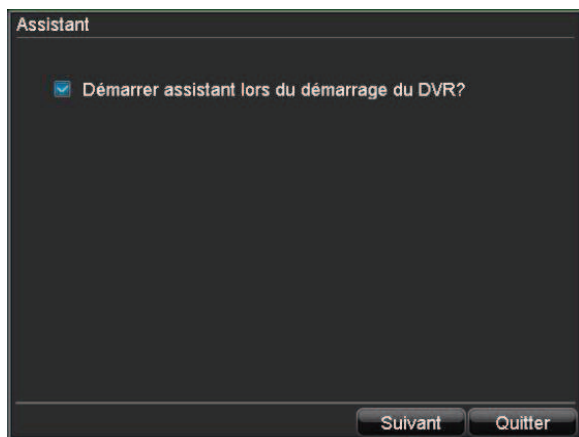 Assistant
Démarrer assistant lors du démarrage du DVR?
Suivant Quitter